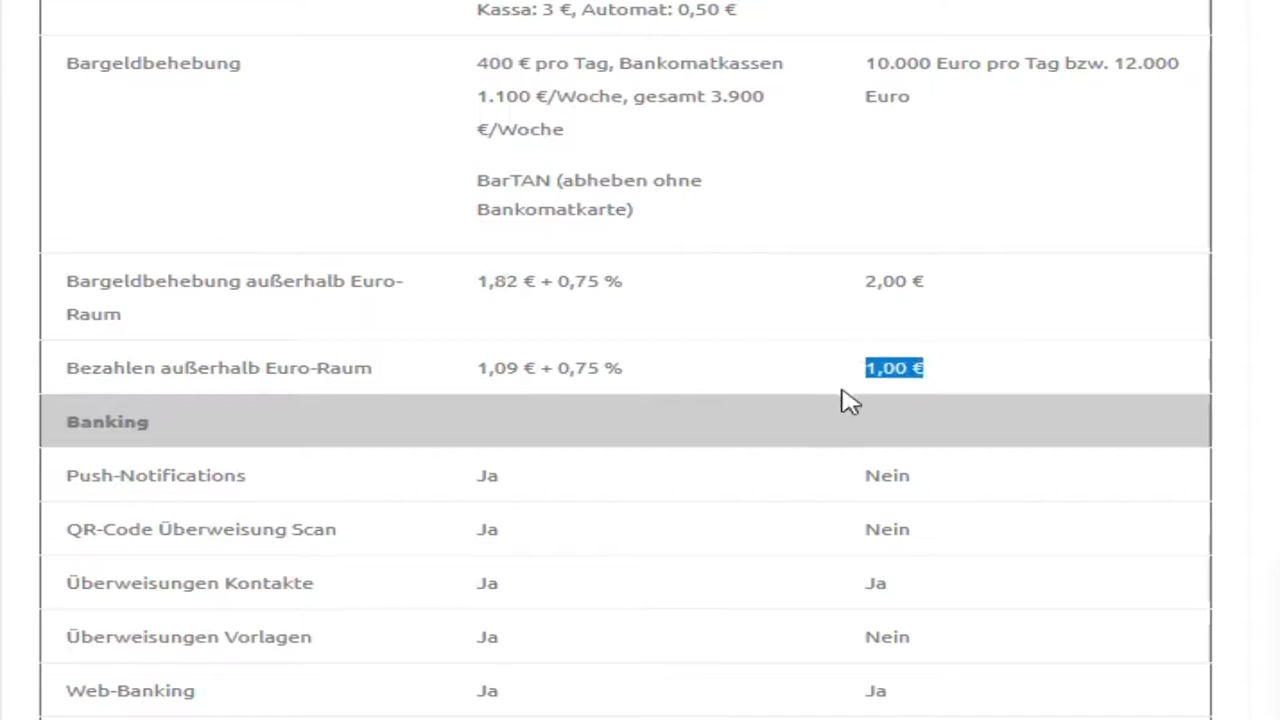 Kassa: 3 €, Automat: 0,50 €
Bargeldbehebung
400 € pro Tag, Bankomatkassen
1.100 €/Woche, gesamt 3.900
€/Woche
BarTAN (abheben ohne
Bankomatkarte)
10.000 Euro pro Tag bzw. 12.000
Euro
Bargeldbehebung außerhalb Euro-
Raum
1,82 € + 0,75 %
2,00 €
Bezahlen außerhalb Euro-Raum
1,09 € + 0,75 %
1,00 €
Banking
Push-Notifications
Ja
Nein
QR-Code Überweisung Scan
Ja
Nein
Überweisungen Kontakte
Ja
Ja
Überweisungen Vorlagen
Ja
Nein
Web-Banking
Ja
Ja